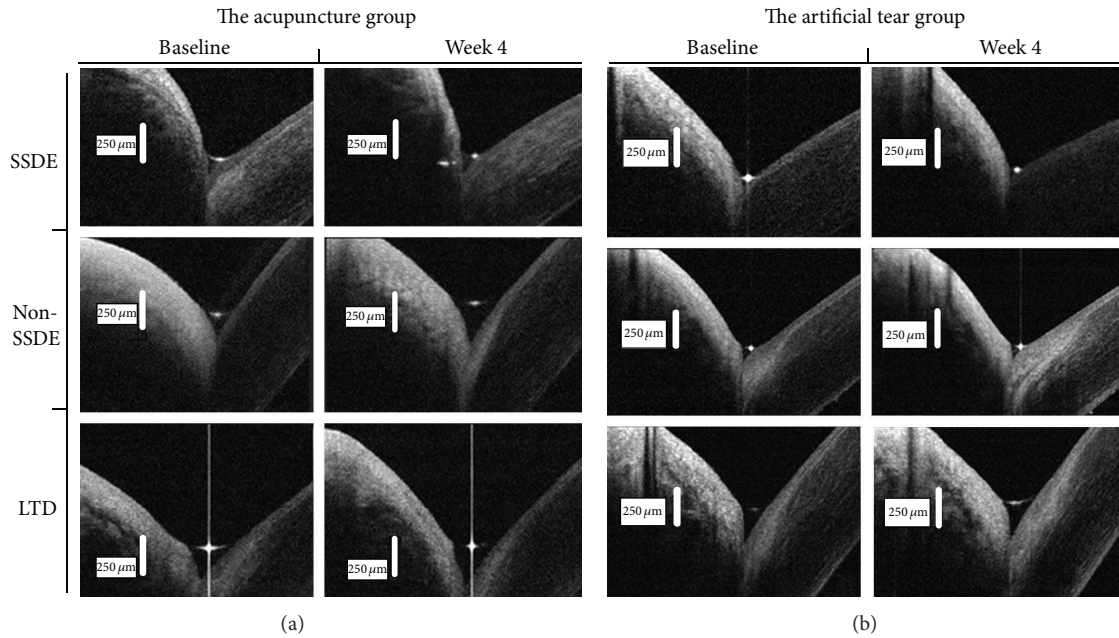 The acupuncture group
The artificial tear group
Baseline
Week 4
Baseline
Week 4
SSDE
250 μm
250 μm
250 μm
250 μm
Non-
SSDE
250 μm
250 μm
250 μm
250 μm
LTD
250 μm
250 μm
250 μm
250 μm
(a)
(b)